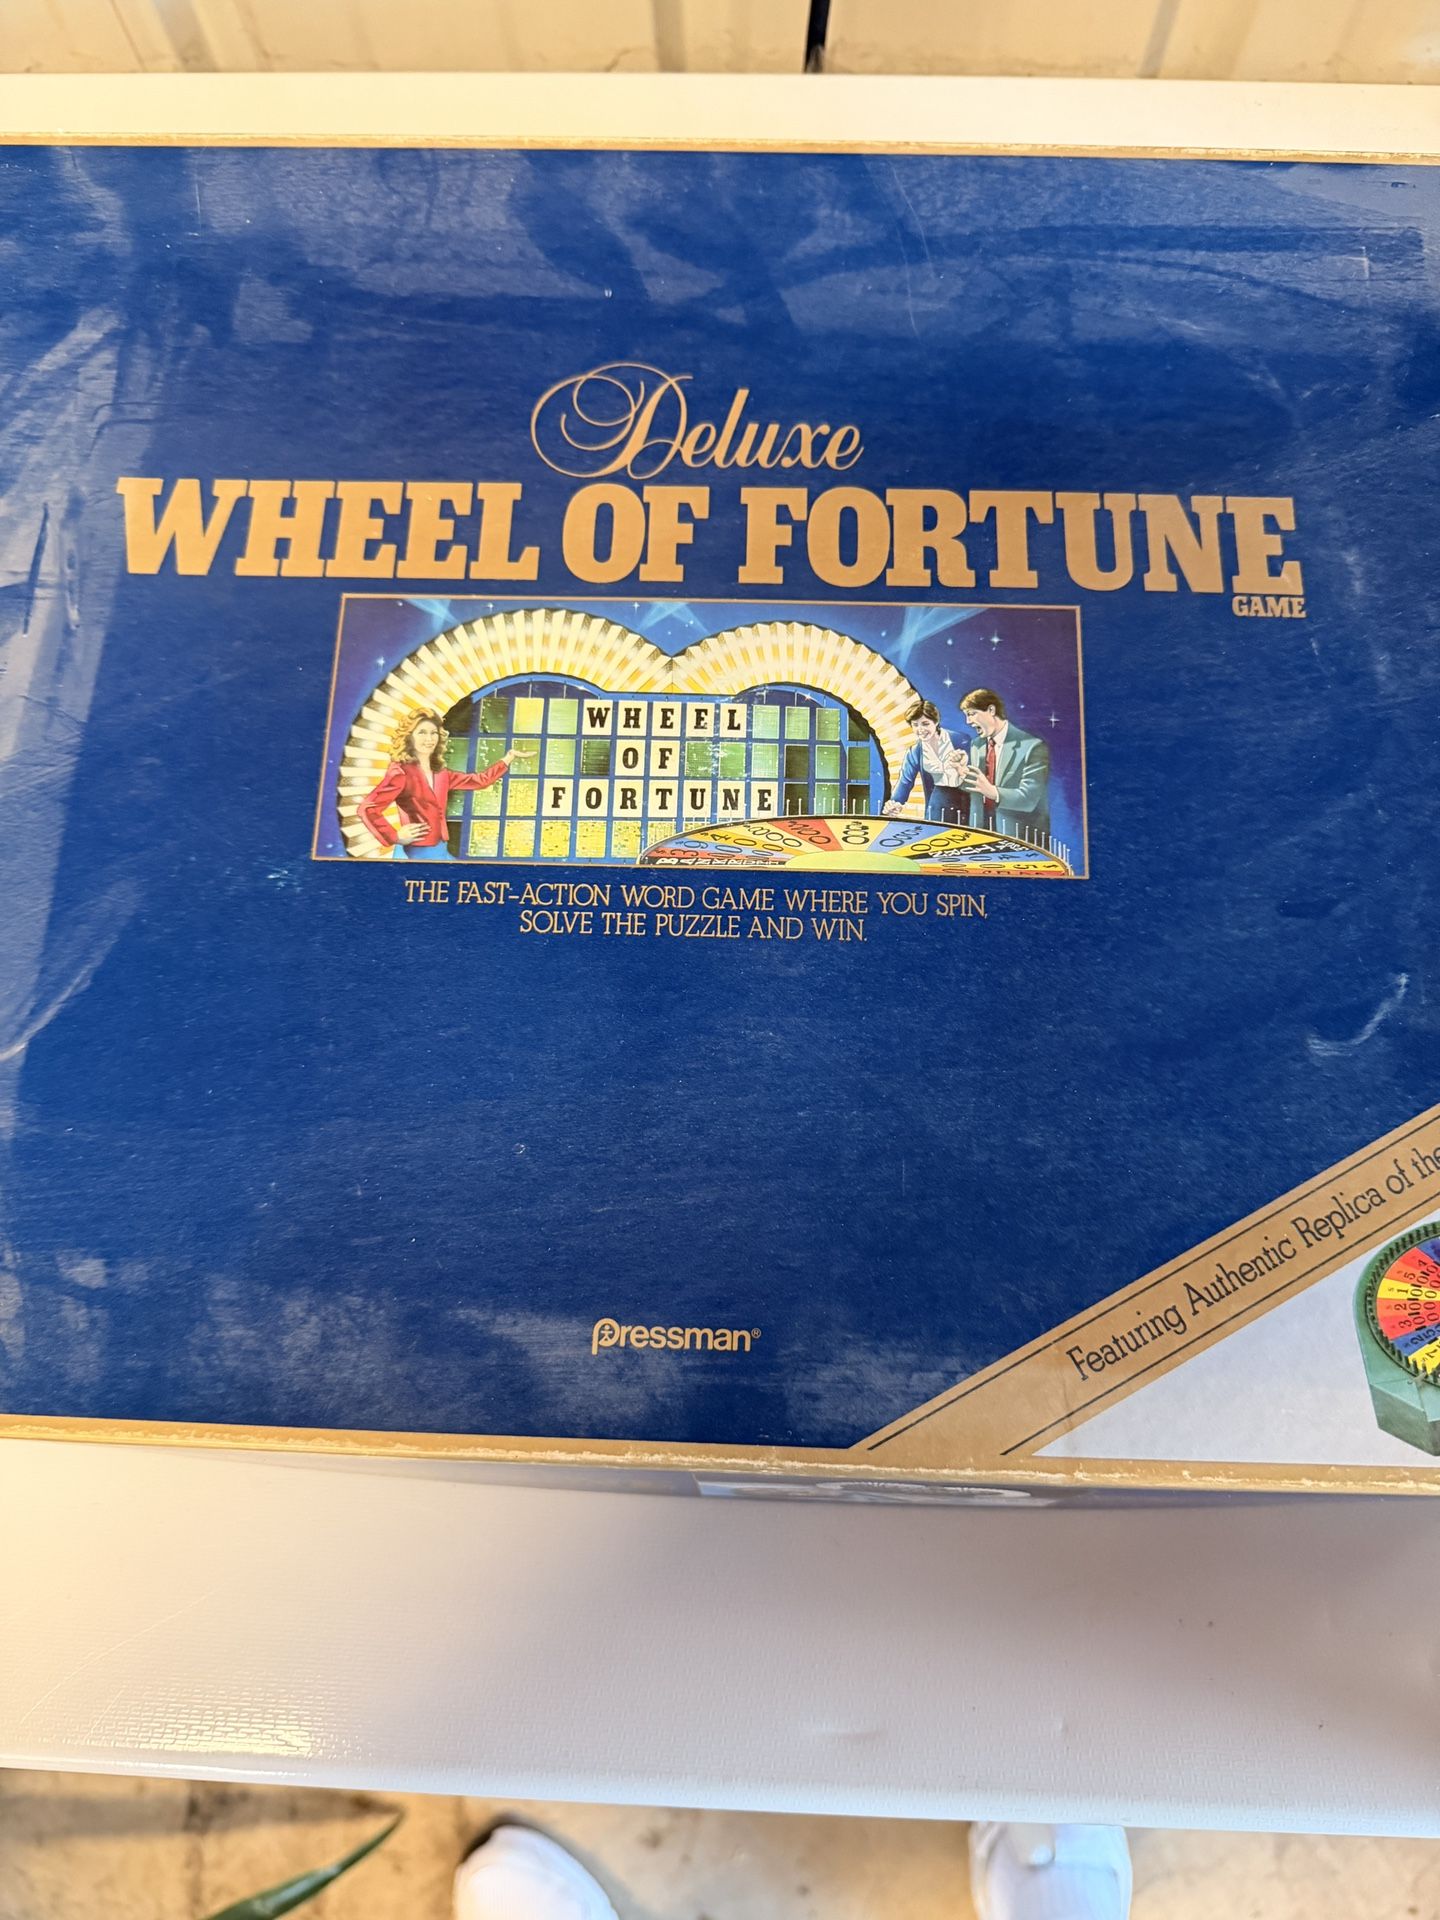 Deluxe
WHEEL OF FORTUNE
GAME
WHEEL
OF
FORTUNE
THE FAST-ACTION WORD GAME WHERE YOU SPIN,
SOLVE THE PUZZLE AND WIN.
Featuring Authentic Replica of the
Pressman®